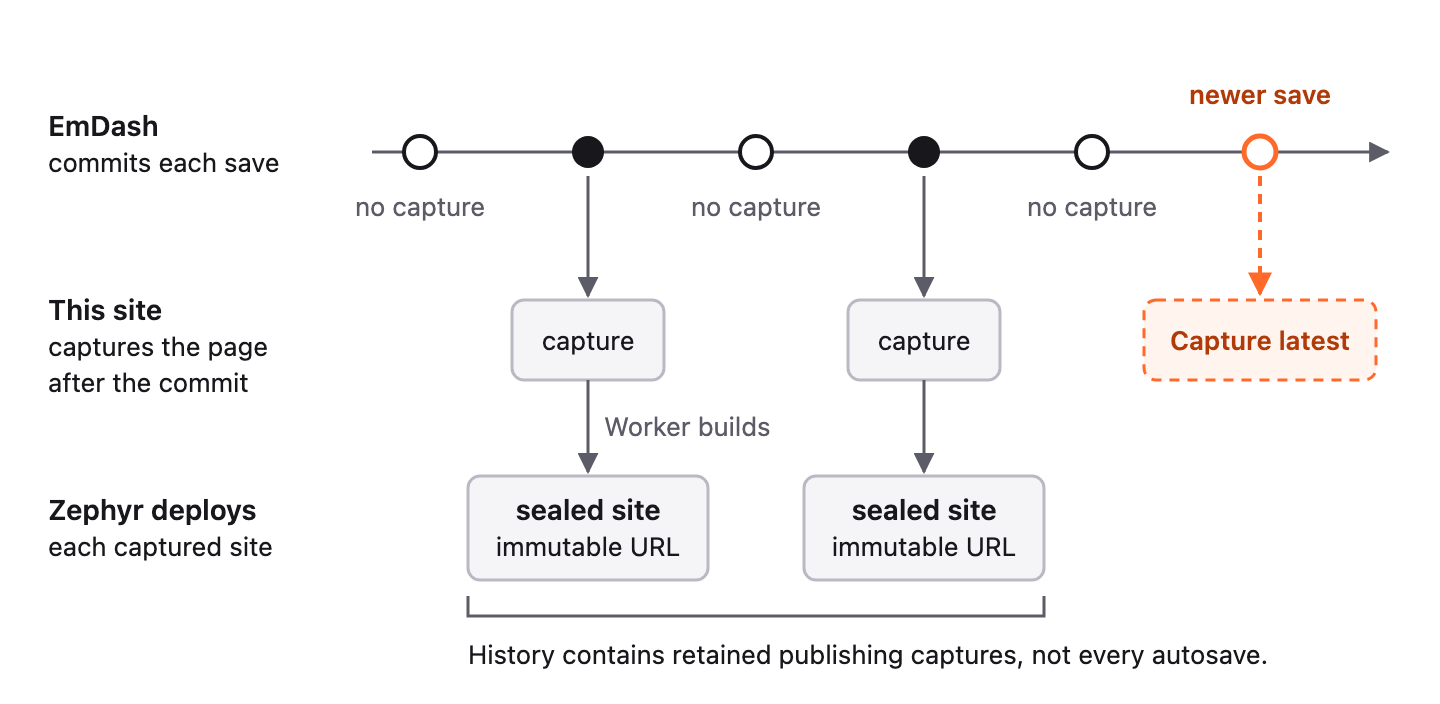 newer save
EmDash
commits each save
no capture
no capture
no capture
This site
captures the page
after the commit
capture
capture
Capture latest
Worker builds
Zephyr deploys
each captured site
sealed site
immutable URL
sealed site
immutable URL
History contains retained publishing captures, not every autosave.